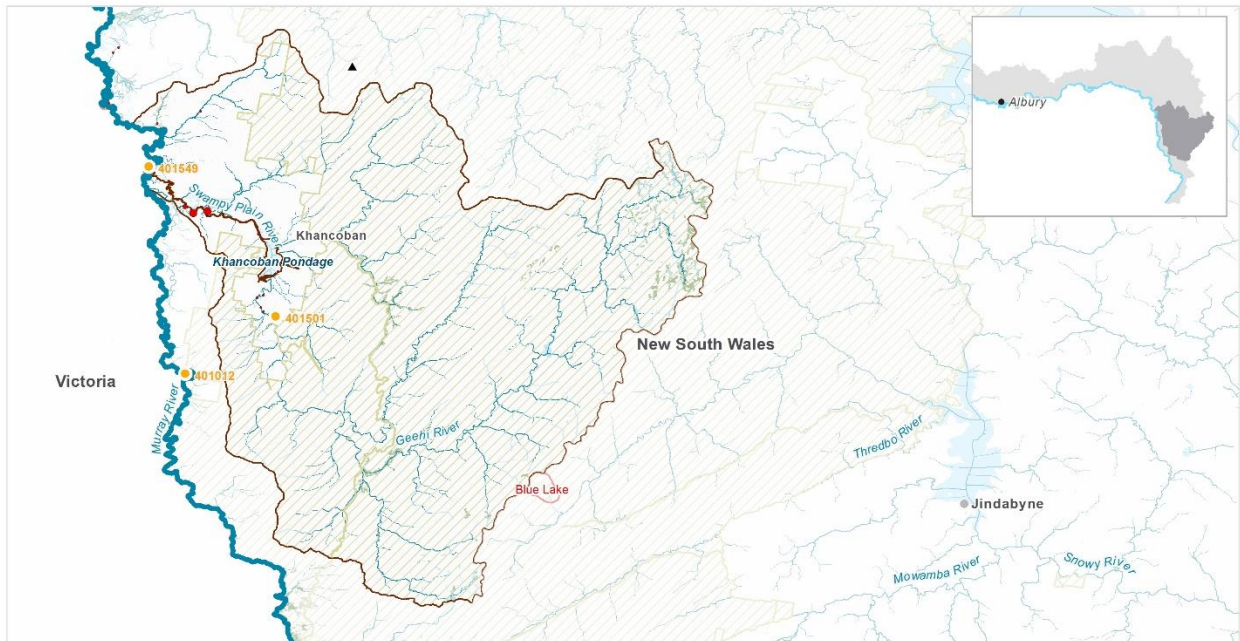 Albury
401549
Swampy Plain River
Khancoban
Khancoban Pondage
401501
New South Wales
Victoria
401012
Murray River
Geehi River
Thredbo River
Blue Lake
Jindabyne
Mowamba River
Snowy River